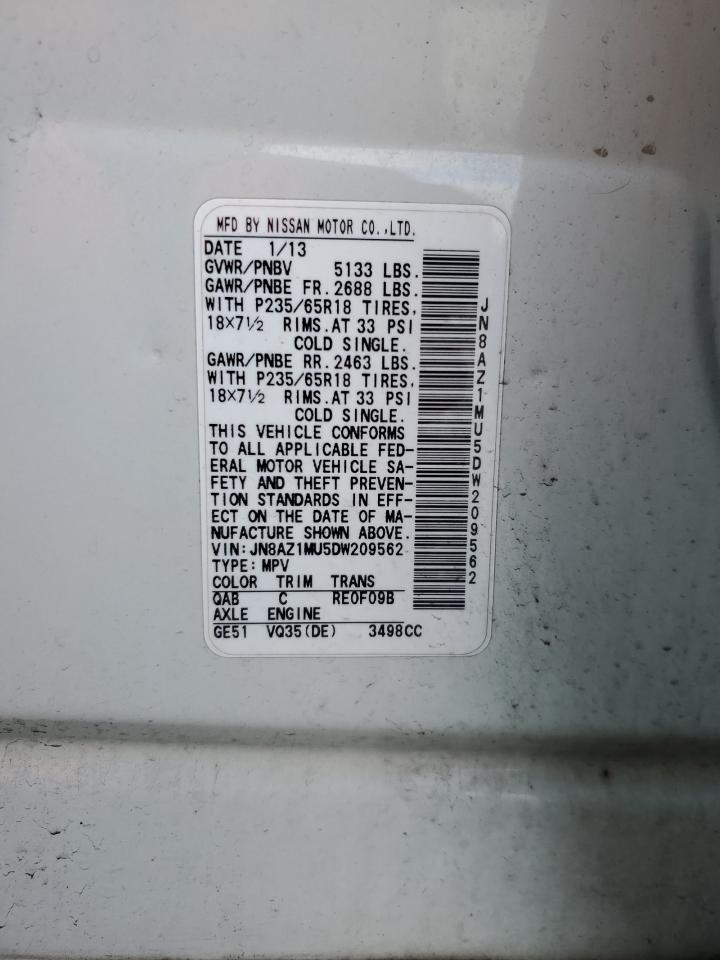 MFD BY NISSAN MOTOR CO.,LTD.
DATE 1/13
GVWR/PNBV 5133 LBS.
GAWR/PNBE FR.2688 LBS.
WITH P235/65R18 TIRES,
18×7½ RIMS.AT 33 PSI
COLD SINGLE.
GAWR/PNBE RR.2463 LBS.
WITH P235/65R18 TIRES,
18×7½ RIMS.AT 33 PSI
COLD SINGLE.
THIS VEHICLE CONFORMS
TO ALL APPLICABLE FED-
ERAL MOTOR VEHICLE SA-
FETY AND THEFT PREVEN-
TION STANDARDS IN EFF-
ECT ON THE DATE OF MA-
NUFACTURE SHOWN ABOVE.
VIN:JN8AZ1MU5DW209562
TYPE:MPV
COLOR TRIM TRANS
QAB C RE0F09B
AXLE ENGINE
GE51 VQ35(DE) 3498CC
JN8AZ1MU5DW209562